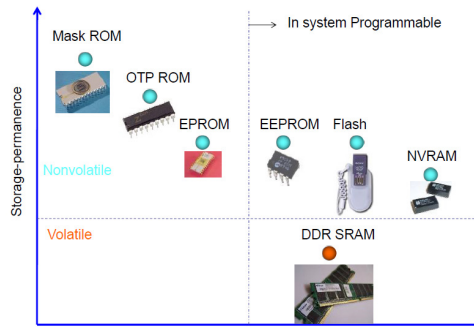 In system Programmable
Mask ROM
OTP ROM
EPROM
EEPROM
Flash
NVRAM
Storage-permanence
Nonvolatile
Volatile
DDR SRAM